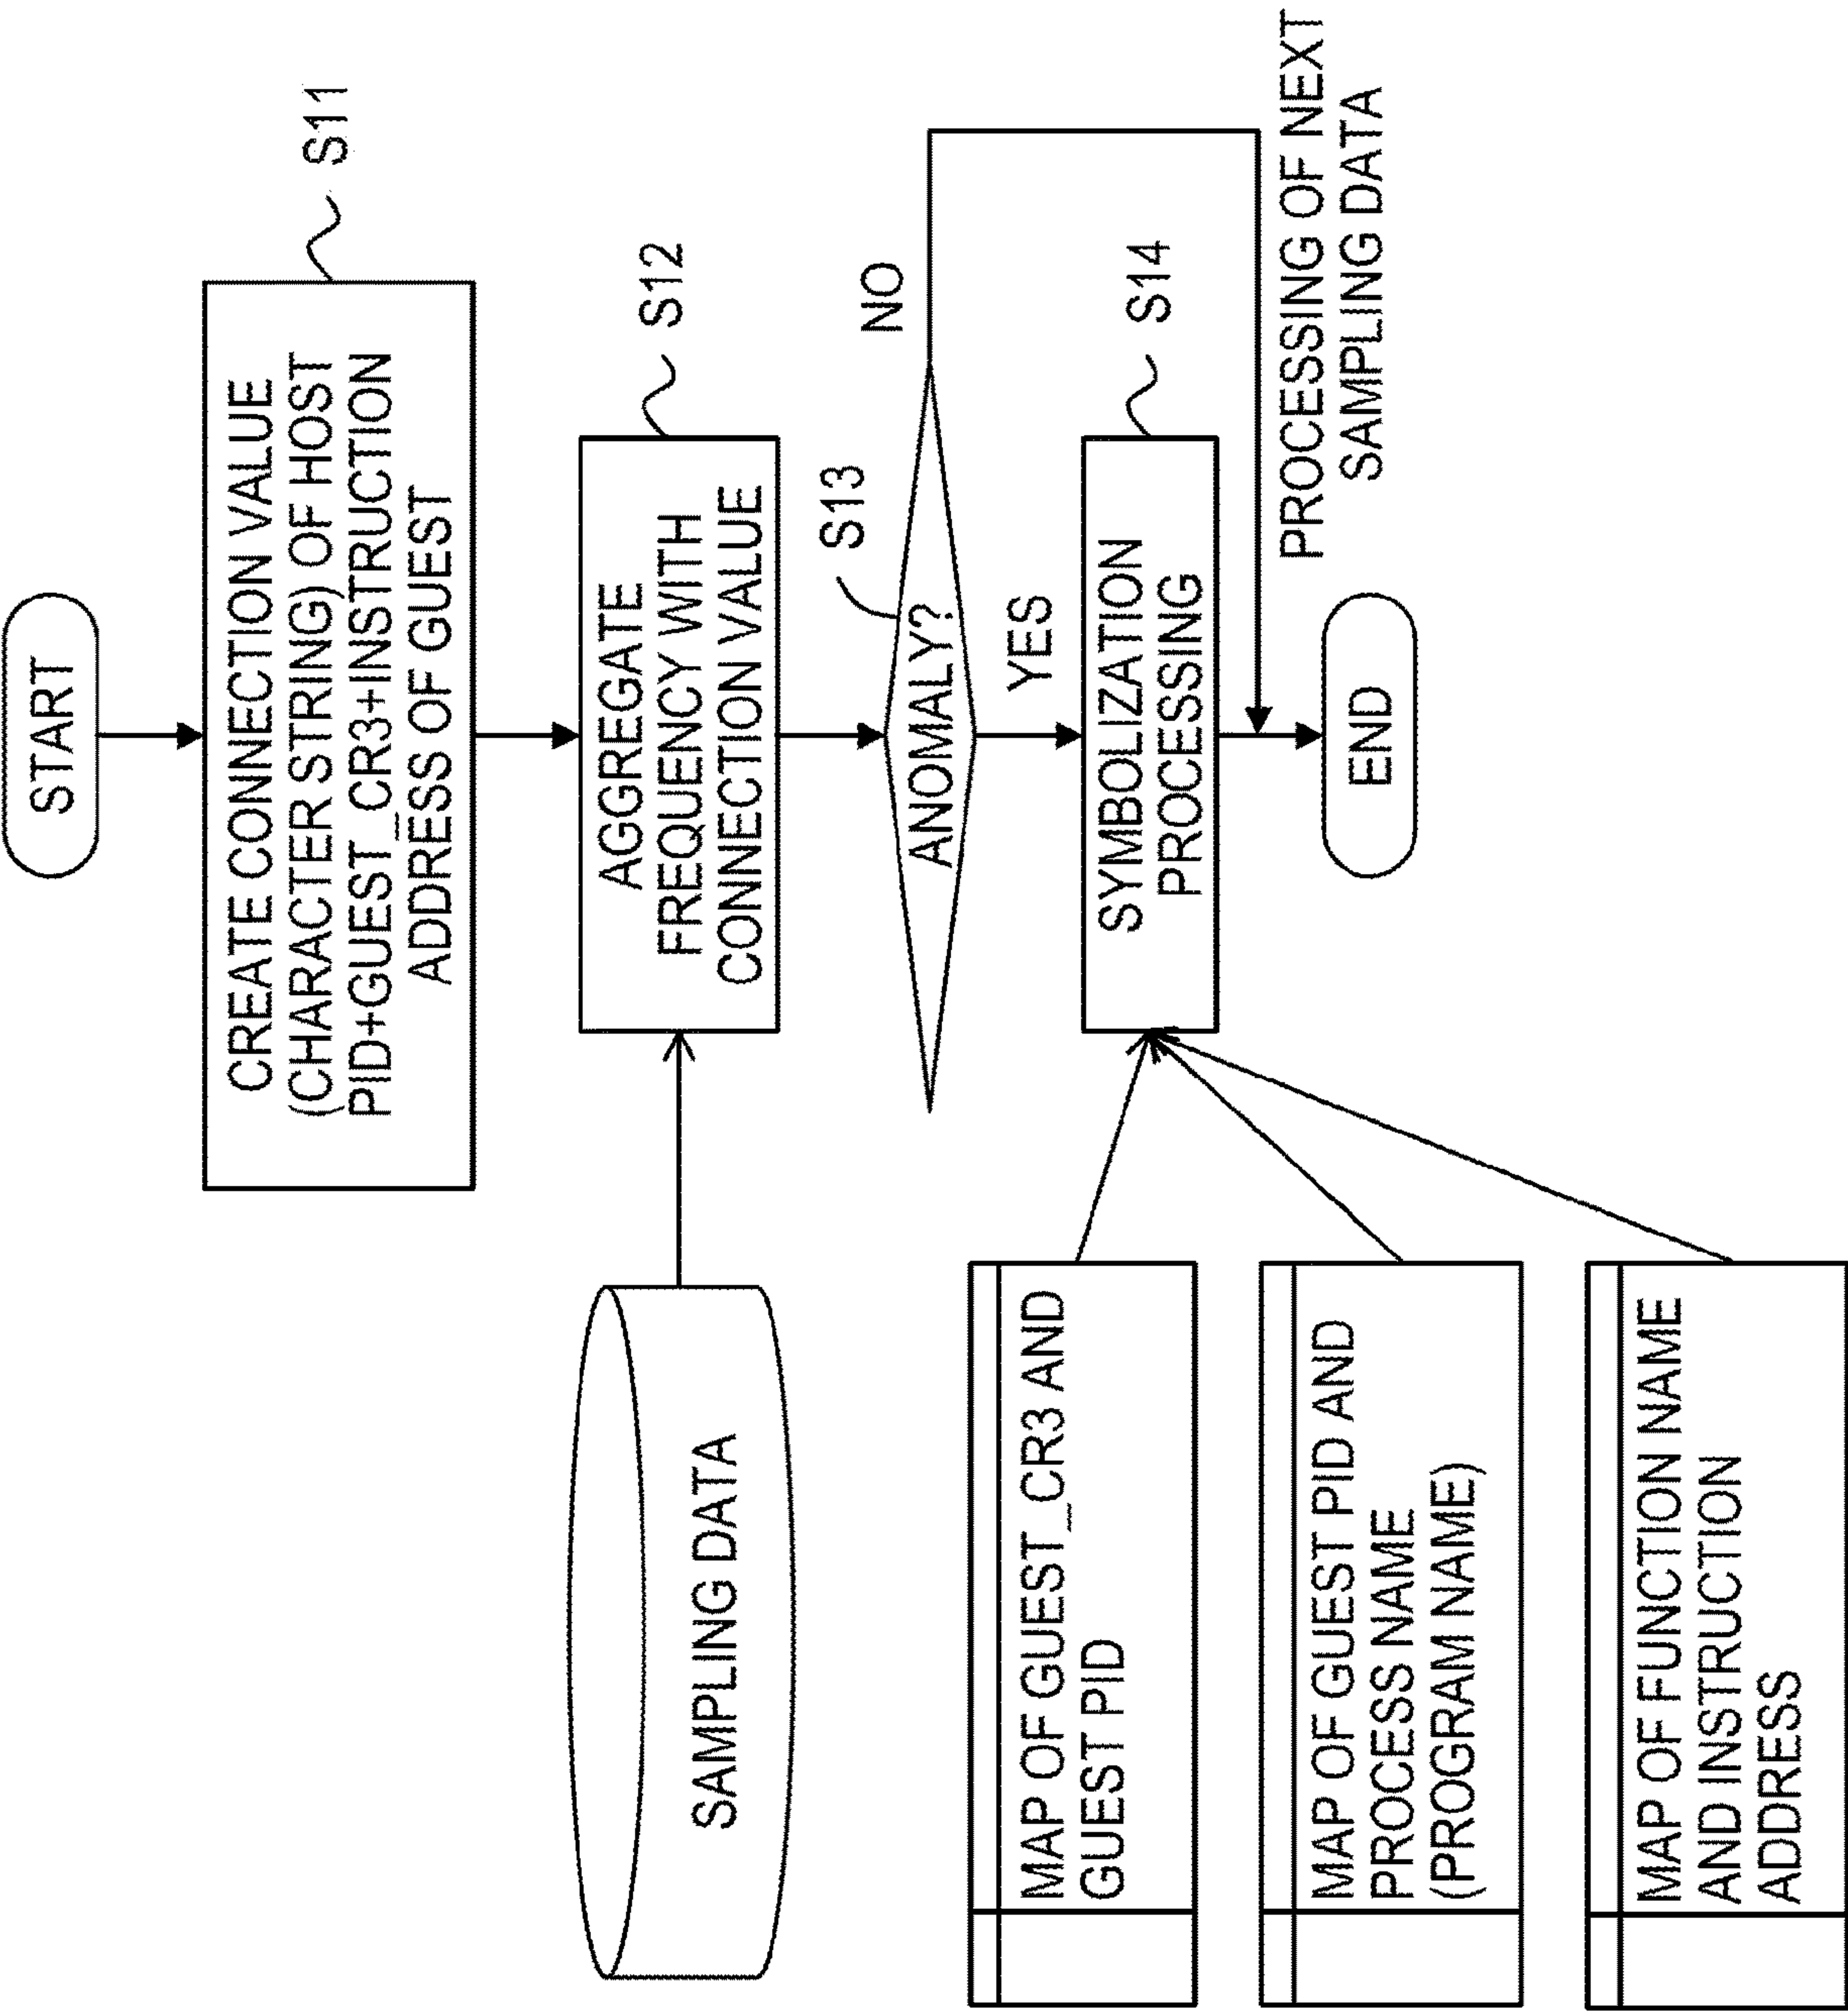 START
CREATE CONNECTION VALUE
(CHARACTER STRING) OF HOST
PID+GUEST_CR3+INSTRUCTION
ADDRESS OF GUEST
S11
SAMPLING DATA
AGGREGATE
FREQUENCY WITH
CONNECTION VALUE
S12
ANOMALY?
S13
NO
YES
MAP OF GUEST_CR3 AND
GUEST PID
MAP OF GUEST PID AND
PROCESS NAME
(PROGRAM NAME)
MAP OF FUNCTION NAME
AND INSTRUCTION
ADDRESS
SYMBOLIZATION
PROCESSING
S14
PROCESSING OF NEXT
SAMPLING DATA
END